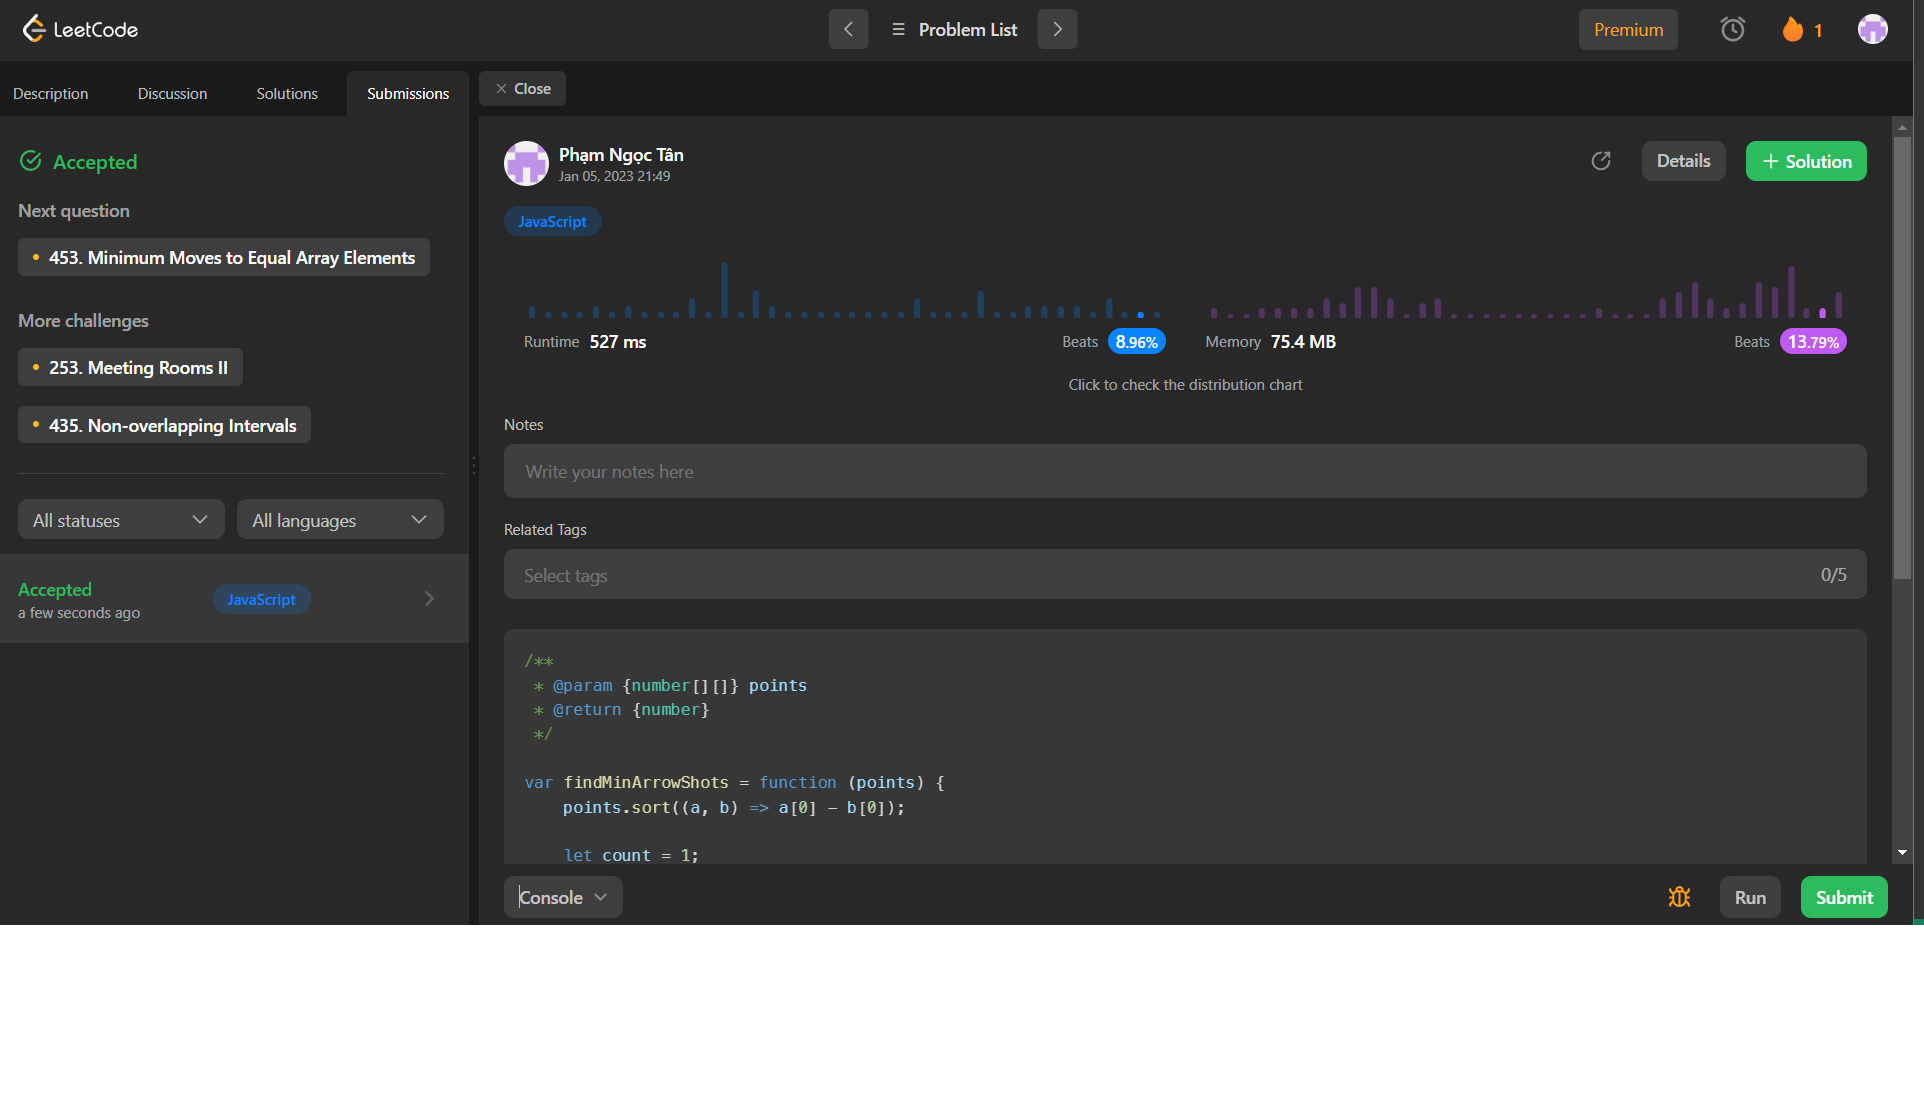 LeetCode
Problem List
Premium
1
Description
Discussion
Solutions
Submissions
Close
Accepted
Next question
453. Minimum Moves to Equal Array Elements
More challenges
253. Meeting Rooms II
435. Non-overlapping Intervals
All statuses
All languages
Accepted
a few seconds ago
JavaScript
Phạm Ngọc Tân
Jan 05, 2023 21:49
Details
+ Solution
JavaScript
Runtime 527 ms
Beats 8.96%
Memory 75.4 MB
Beats 13.79%
Click to check the distribution chart
Notes
Write your notes here
Related Tags
Select tags
0/5
/**
 * @param {number[][]} points
 * @return {number}
 */
var findMinArrowShots = function (points) {
    points.sort((a, b) => a[0] - b[0]);
    let count = 1;
Console
Run
Submit